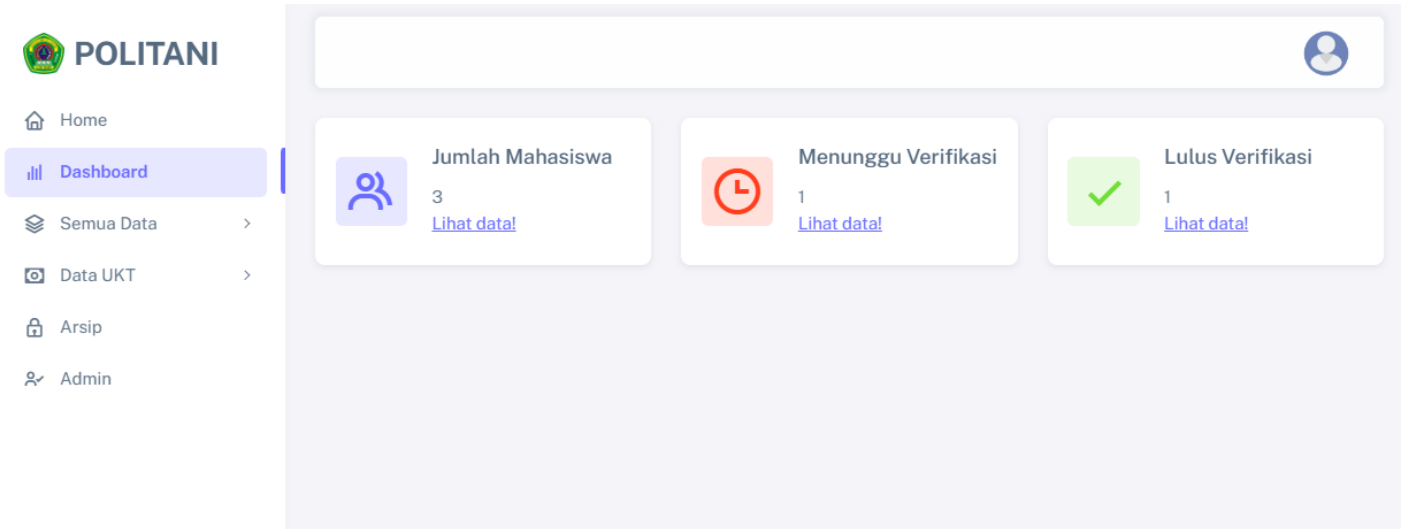 POLITANI
Home
Dashboard
Semua Data
Data UKT
Arsip
Admin
Jumlah Mahasiswa
3
Lihat data!
Menunggu Verifikasi
1
Lihat data!
Lulus Verifikasi
1
Lihat data!